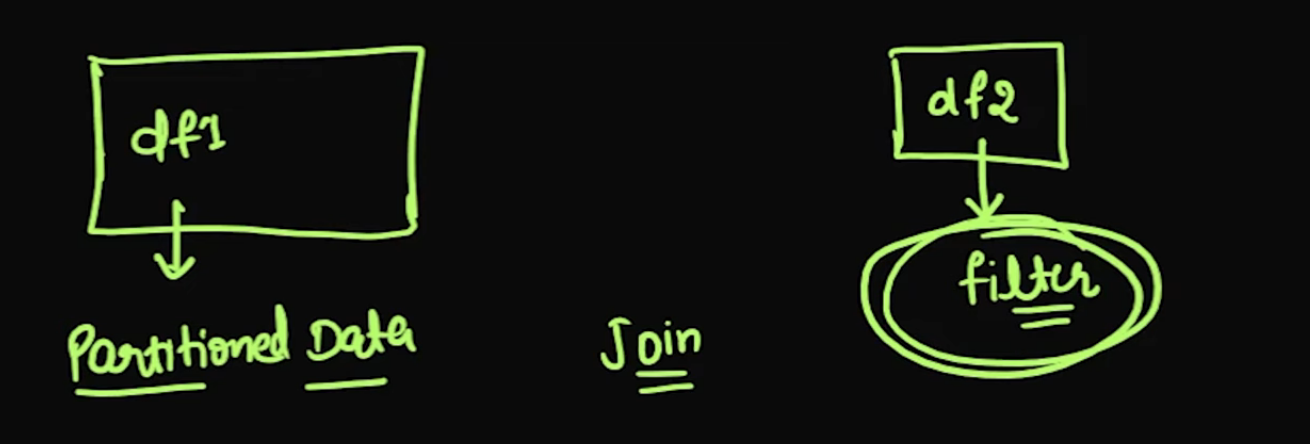 df1
df2
filter
Partitioned Data
Join